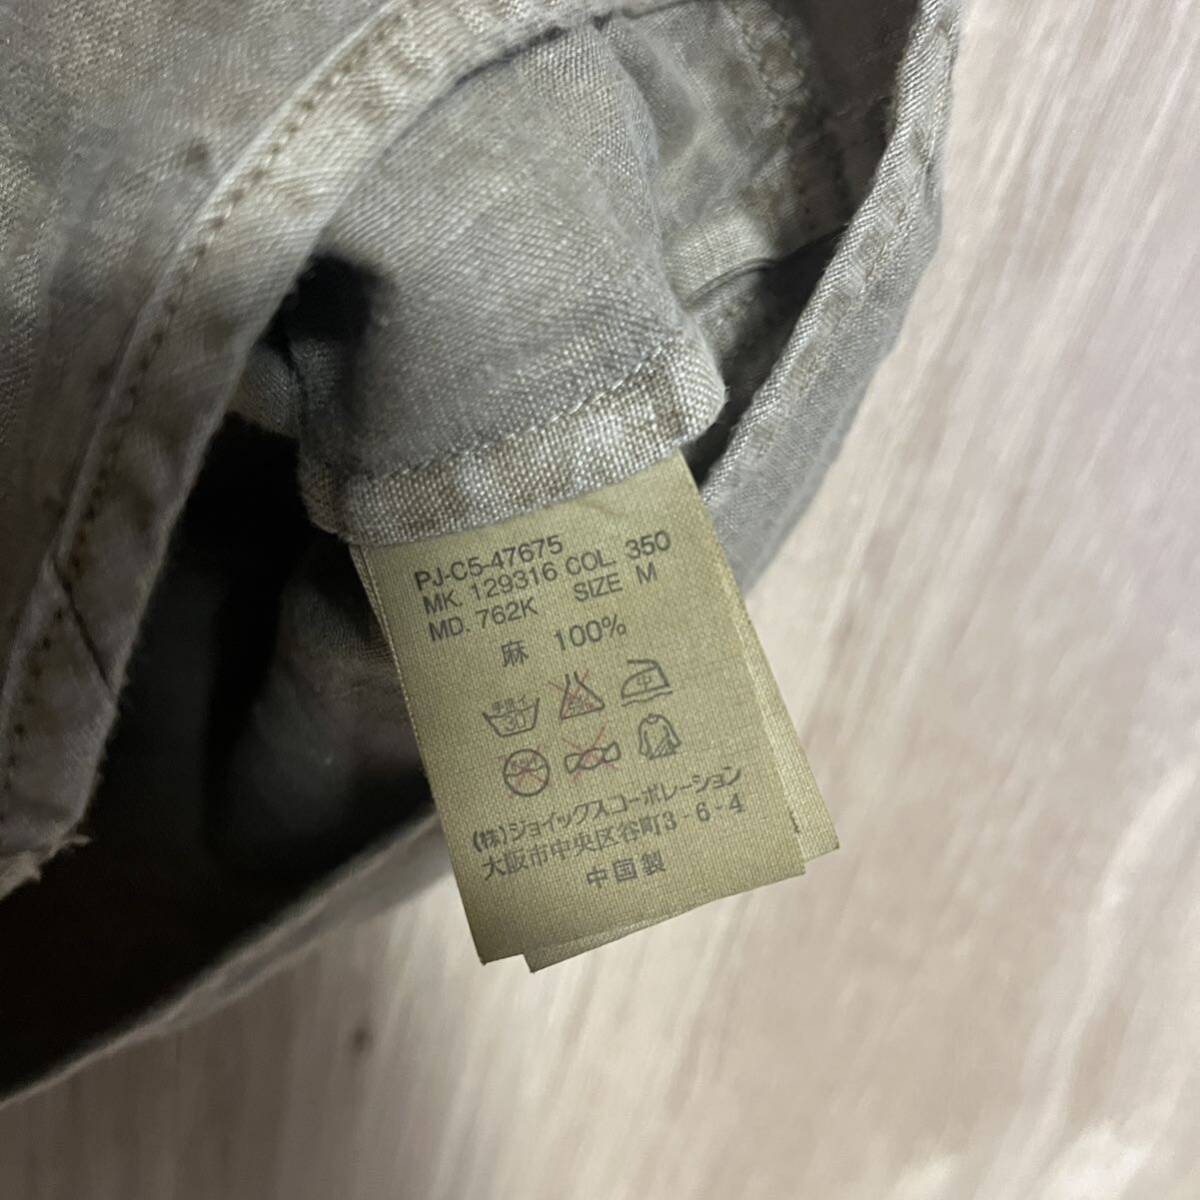 PJ-C5-47675
MK. 129316 COL 350
MD. 762K SIZE M
麻 100%
中
(株)ジョイックスコーポレーション
大阪市中央区谷町3-6-4
中国製